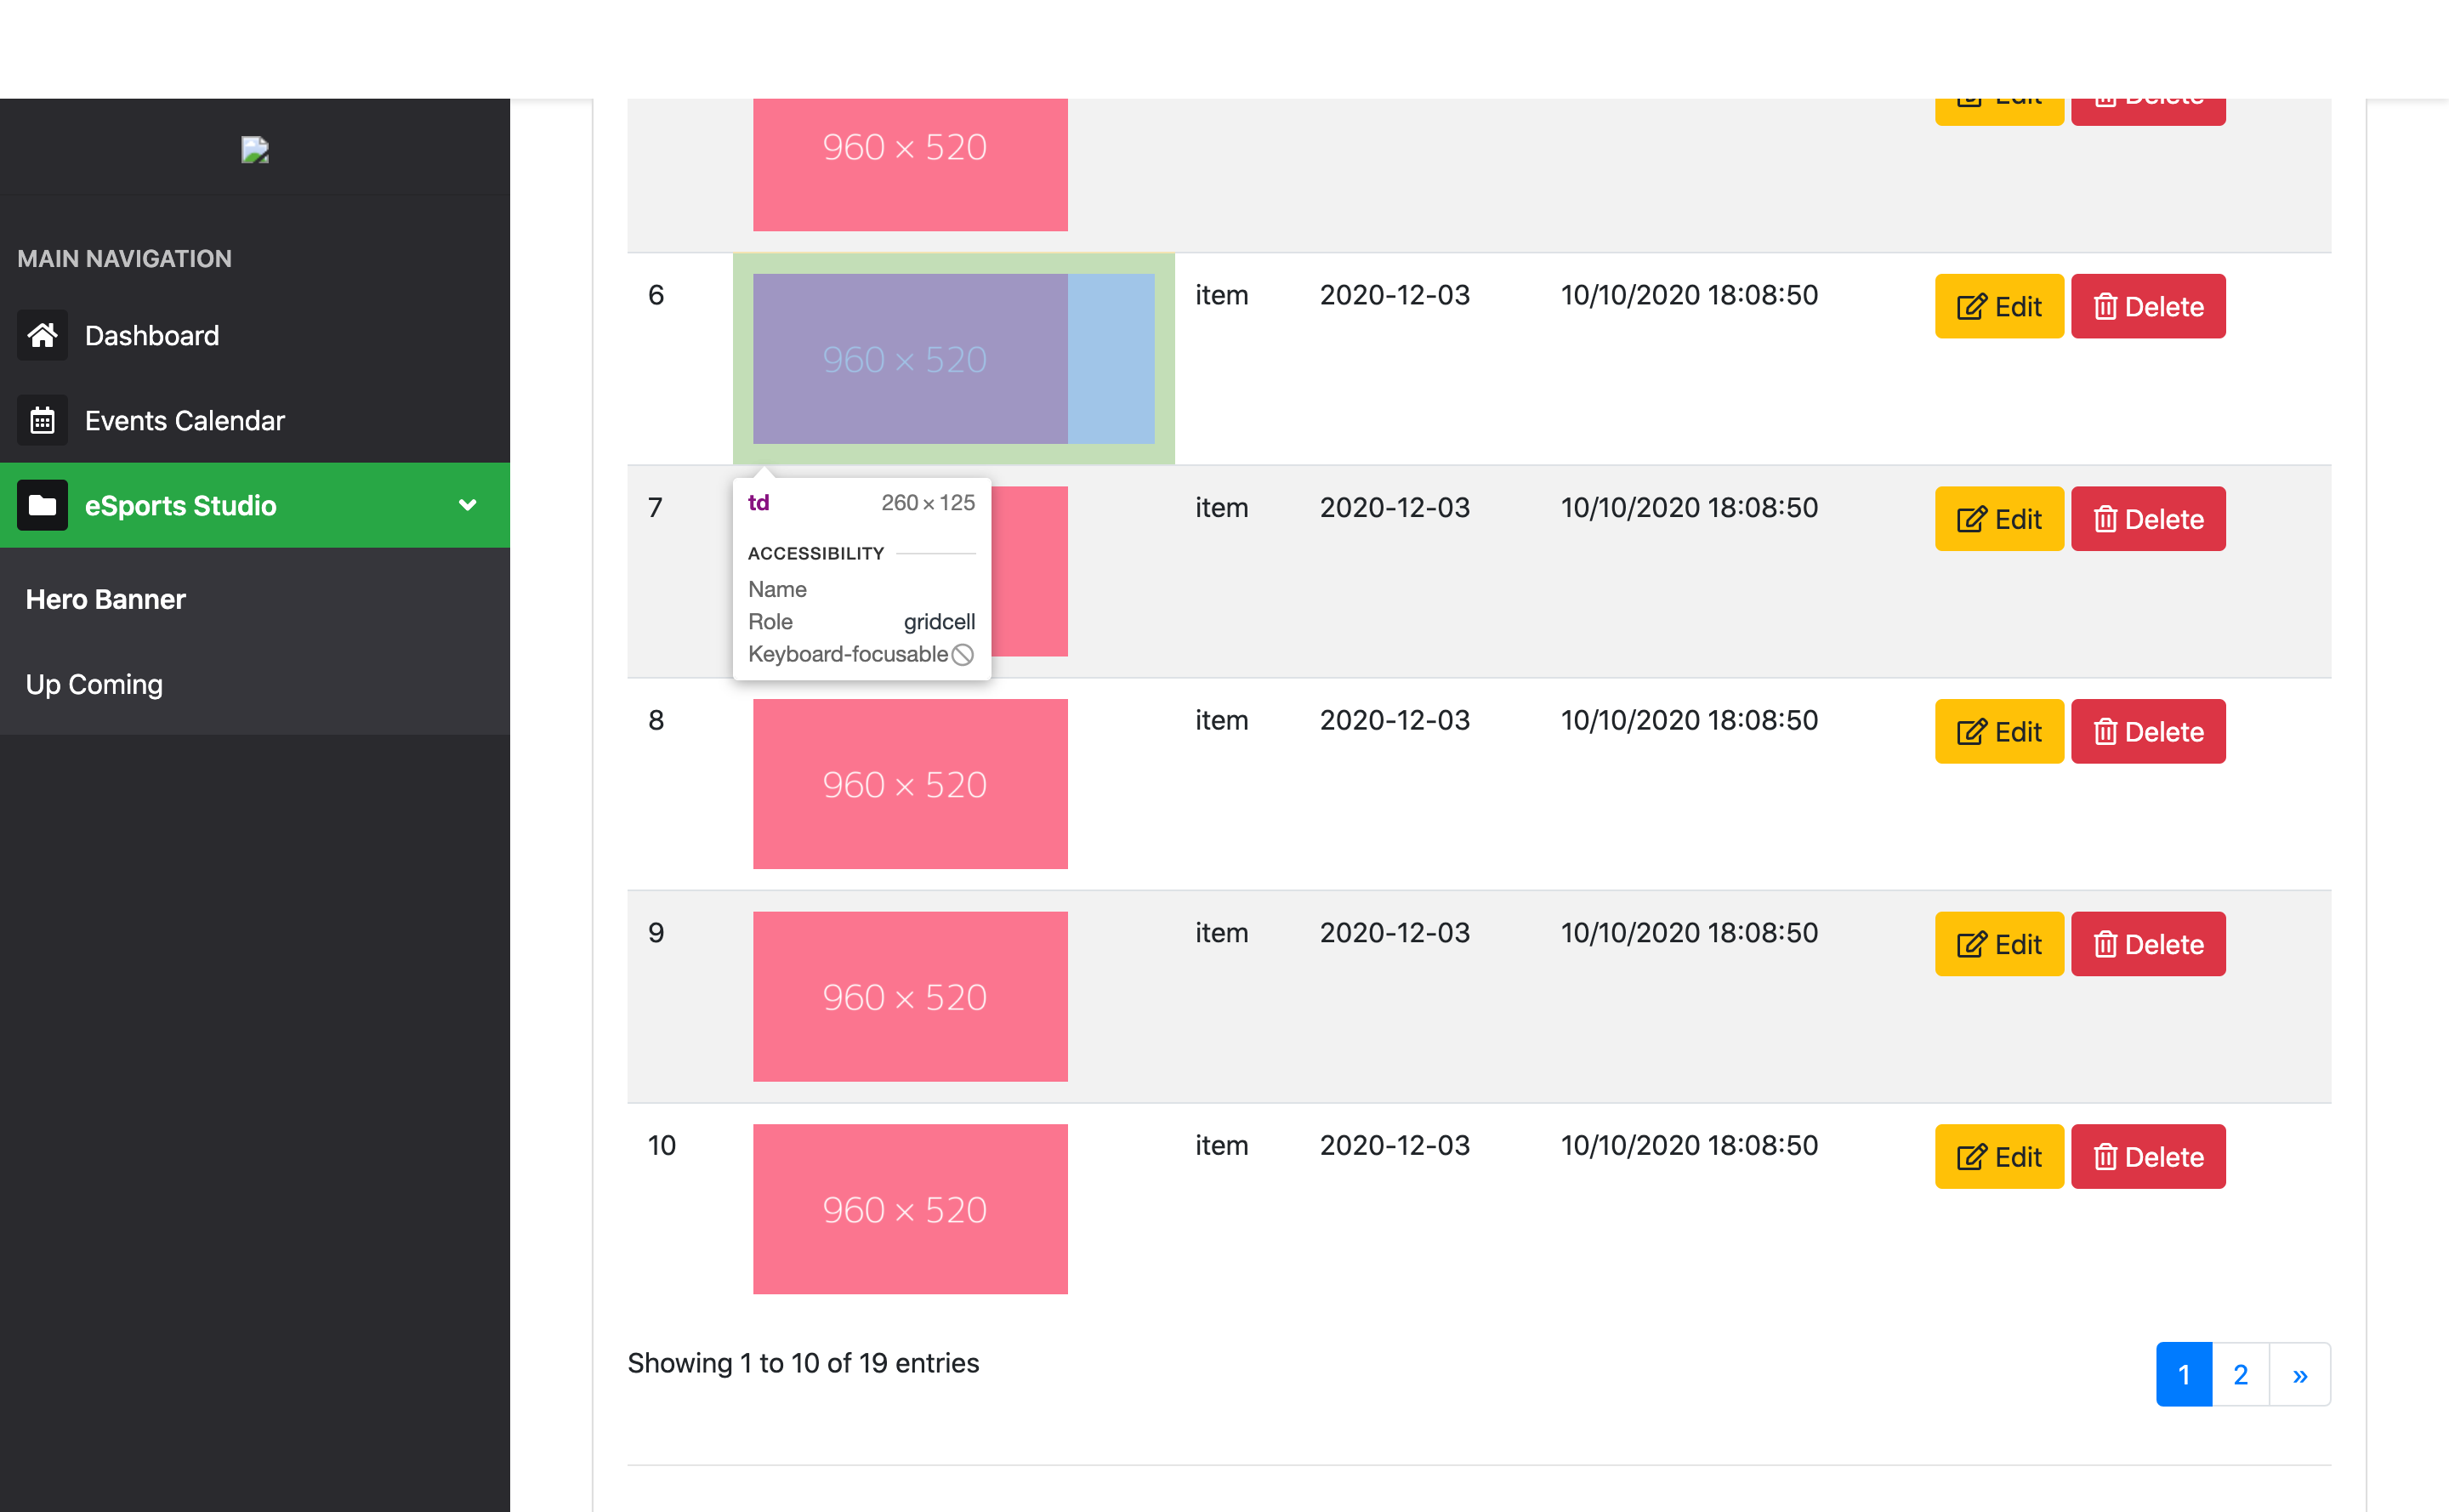 Edit Delete
960 × 520
MAIN NAVIGATION
Dashboard
Events Calendar
eSports Studio
Hero Banner
Up Coming
6 960 × 520 item 2020-12-03 10/10/2020 18:08:50 Edit Delete
7 item 2020-12-03 10/10/2020 18:08:50 Edit Delete
td 260 × 125
ACCESSIBILITY
Name
Role gridcell
Keyboard-focusable
8 960 × 520 item 2020-12-03 10/10/2020 18:08:50 Edit Delete
9 960 × 520 item 2020-12-03 10/10/2020 18:08:50 Edit Delete
10 960 × 520 item 2020-12-03 10/10/2020 18:08:50 Edit Delete
Showing 1 to 10 of 19 entries
1 2 »